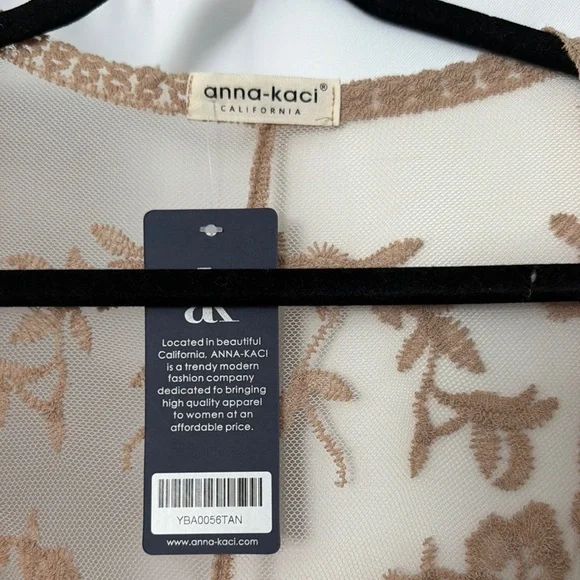 anna-kaci®
CALIFORNIA
ak
Located in beautiful
California, ANNA-KACI
is a trendy modern
fashion company
dedicated fo bringing
high quality apparel
to women at an
affordable price.
YBA0056TAN
www.anna-kaci.com